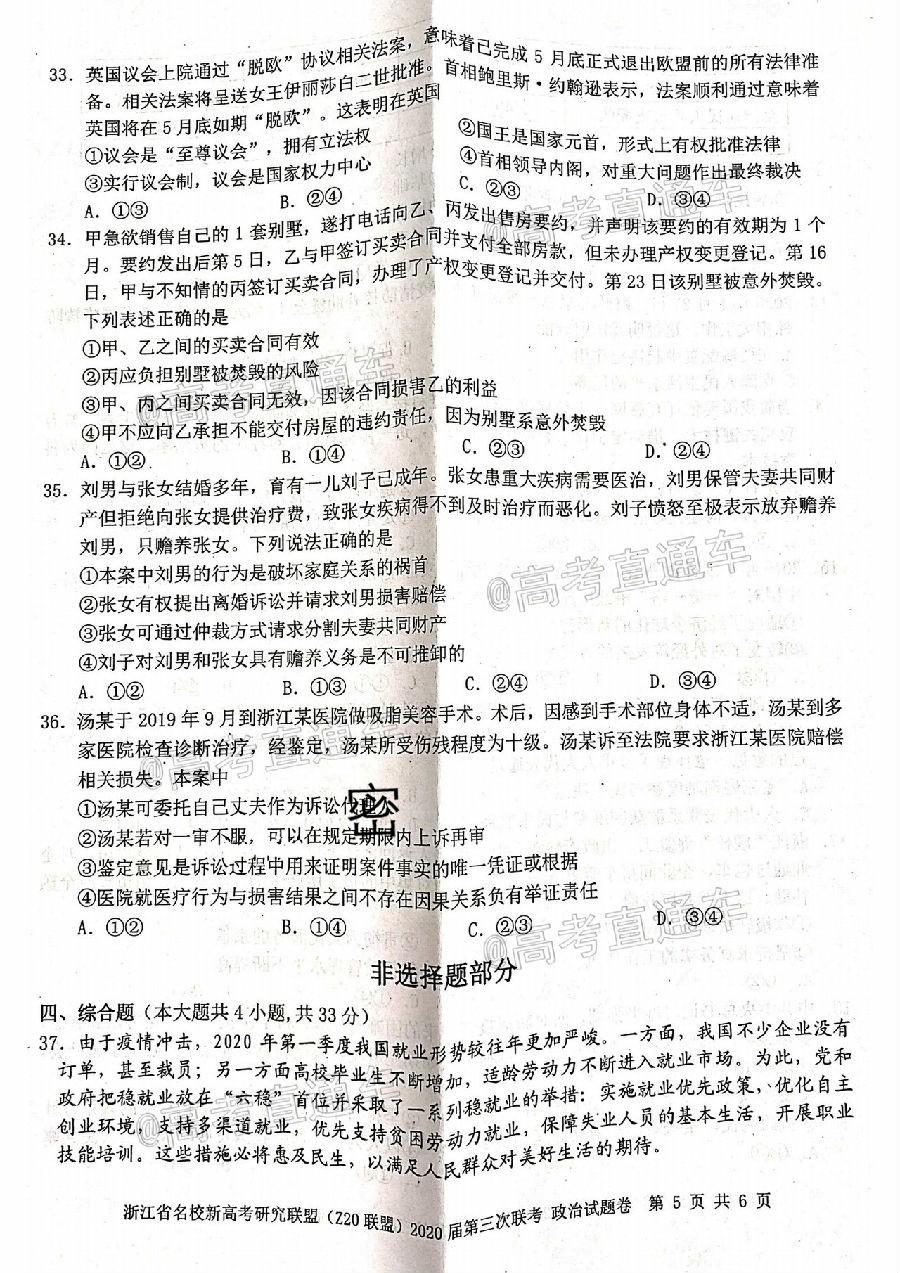 33. 英国议会上院通过“脱欧”协议相关法案，意味着已完成 5 月底正式退出欧盟前的所有法律准
备。相关法案将呈送女王伊丽莎白二世批准。首相鲍里斯·约翰逊表示，法案顺利通过意味着
英国将在 5 月底如期“脱欧”。这表明在英国
①议会是“至尊议会”，拥有立法权 ②国王是国家元首，形式上有权批准法律
③实行议会制，议会是国家权力中心 ④首相领导内阁，对重大问题作出最终裁决
A. ①③ B. ②④ C. ②③ D. ③④
34. 甲急欲销售自己的 1 套别墅，遂打电话向乙、丙发出售房要约，并声明该要约的有效期为 1 个
月。要约发出后第 5 日，乙与甲签订买卖合同并支付全部房款，但未办理产权变更登记。第 16
日，甲与不知情的丙签订买卖合同，办理了产权变更登记并交付。第 23 日该别墅被意外焚毁。
下列表述正确的是
①甲、乙之间的买卖合同有效
②丙应负担别墅被焚毁的风险
③甲、丙之间买卖合同无效，因该合同损害乙的利益
④甲不应向乙承担不能交付房屋的违约责任，因为别墅系意外焚毁
A. ①② B. ①④ C. ②③ D. ②④
35. 刘男与张女结婚多年，育有一儿刘子已成年。张女患重大疾病需要医治，刘男保管夫妻共同财
产但拒绝向张女提供治疗费，致张女疾病得不到及时治疗而恶化。刘子愤怒至极表示放弃赡养
刘男，只赡养张女。下列说法正确的是
①本案中刘男的行为是破坏家庭关系的祸首
②张女有权提出离婚诉讼并请求刘男损害赔偿
③张女可通过仲裁方式请求分割夫妻共同财产
④刘子对刘男和张女具有赡养义务是不可推卸的
A. ①② B. ①③ C. ②④ D. ③④
36. 汤某于 2019 年 9 月到浙江某医院做吸脂美容手术。术后，因感到手术部位身体不适，汤某到多
家医院检查诊断治疗，经鉴定，汤某所受伤残程度为十级。汤某诉至法院要求浙江某医院赔偿
相关损失。本案中
①汤某可委托自己丈夫作为诉讼代理人
密
②汤某若对一审不服，可以在规定期限内上诉再审
③鉴定意见是诉讼过程中用来证明案件事实的唯一凭证或根据
④医院就医疗行为与损害结果之间不存在因果关系负有举证责任
A. ①② B. ①④ C. ②③ D. ③④
非选择题部分
四、综合题（本大题共 4 小题, 共 33 分）
37. 由于疫情冲击，2020 年第一季度我国就业形势较往年更加严峻。一方面，我国不少企业没有
订单，甚至裁员；另一方面高校毕业生不断增加，适龄劳动力不断进入就业市场。为此，党和
政府把稳就业放在“六稳”首位并采取了一系列稳就业的举措：实施就业优先政策、优化自主
创业环境，支持多渠道就业，优先支持贫困劳动力就业，保障失业人员的基本生活，开展职业
技能培训。这些措施必将惠及民生，以满足人民群众对美好生活的期待。
浙江省名校新高考研究联盟（Z20 联盟）2020 届第三次联考 政治试题卷 第 5 页 共 6 页
@高考直通车
@高考直通车
@高考直通车
@高考直通车
@高考直通车
@高考直通车